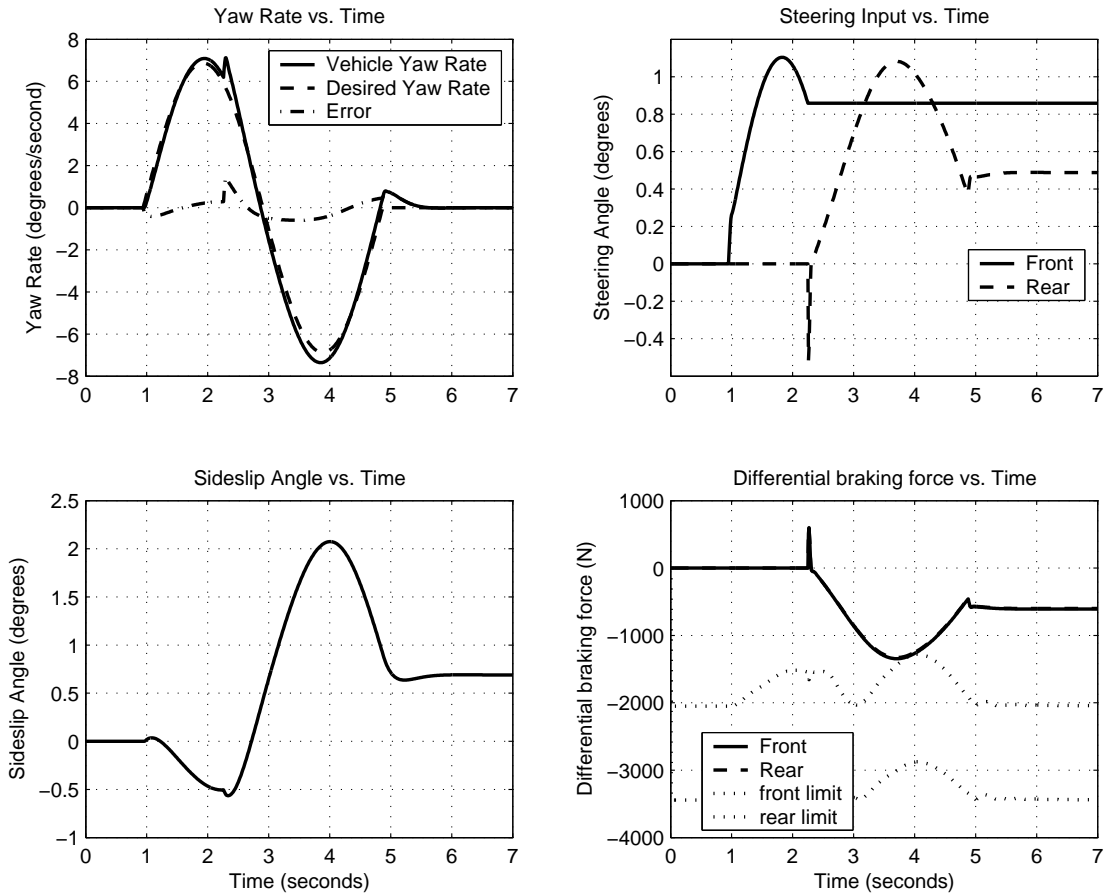 Yaw Rate vs. Time
8
6
4
2
0
−2
−4
−6
−8
Yaw Rate (degrees/second)
Vehicle Yaw Rate
Desired Yaw Rate
Error
0 1 2 3 4 5 6 7
Steering Input vs. Time
1
0.8
0.6
0.4
0.2
0
−0.2
−0.4
Steering Angle (degrees)
Front
Rear
0 1 2 3 4 5 6 7
Sideslip Angle vs. Time
2.5
2
1.5
1
0.5
0
−0.5
−1
Sideslip Angle (degrees)
0 1 2 3 4 5 6 7
Time (seconds)
Differential braking force vs. Time
1000
0
−1000
−2000
−3000
−4000
Differential braking force (N)
Front
Rear
front limit
rear limit
0 1 2 3 4 5 6 7
Time (seconds)